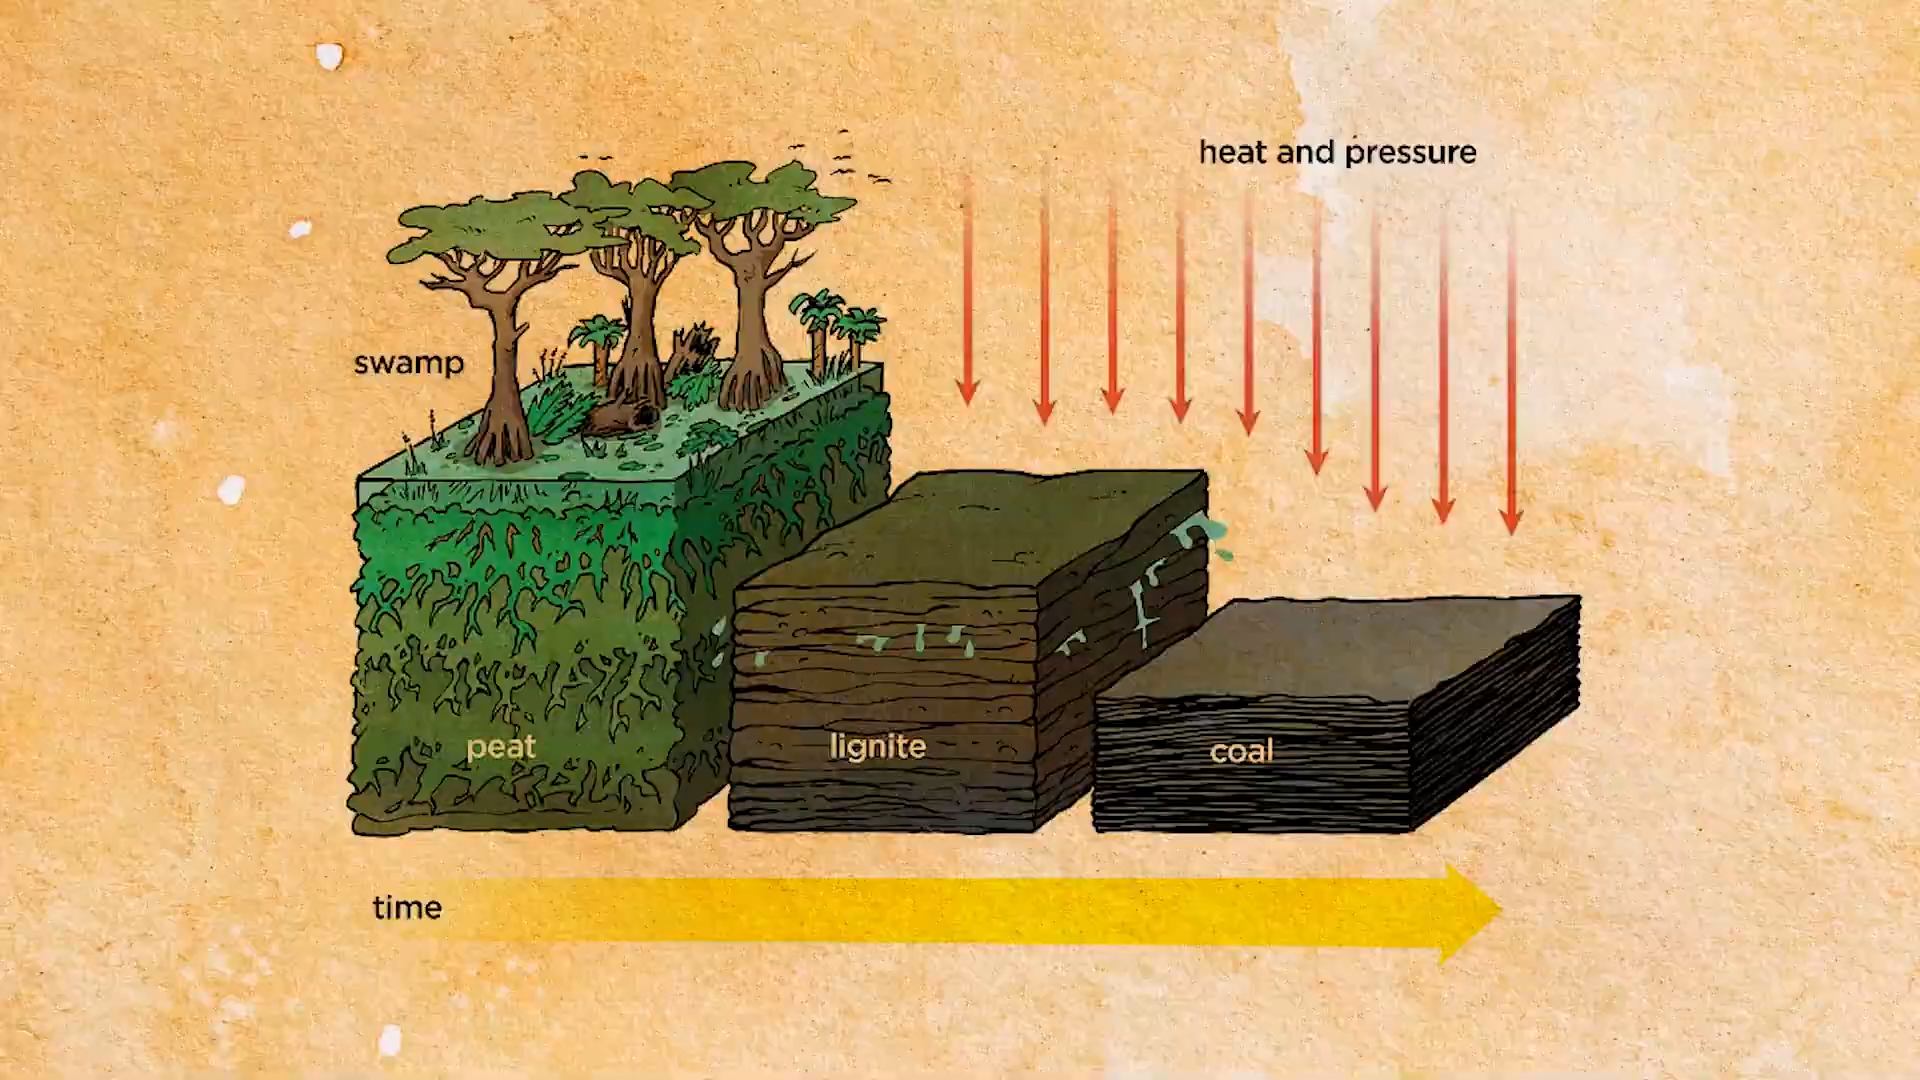 heat and pressure
swamp
peat
lignite
coal
time